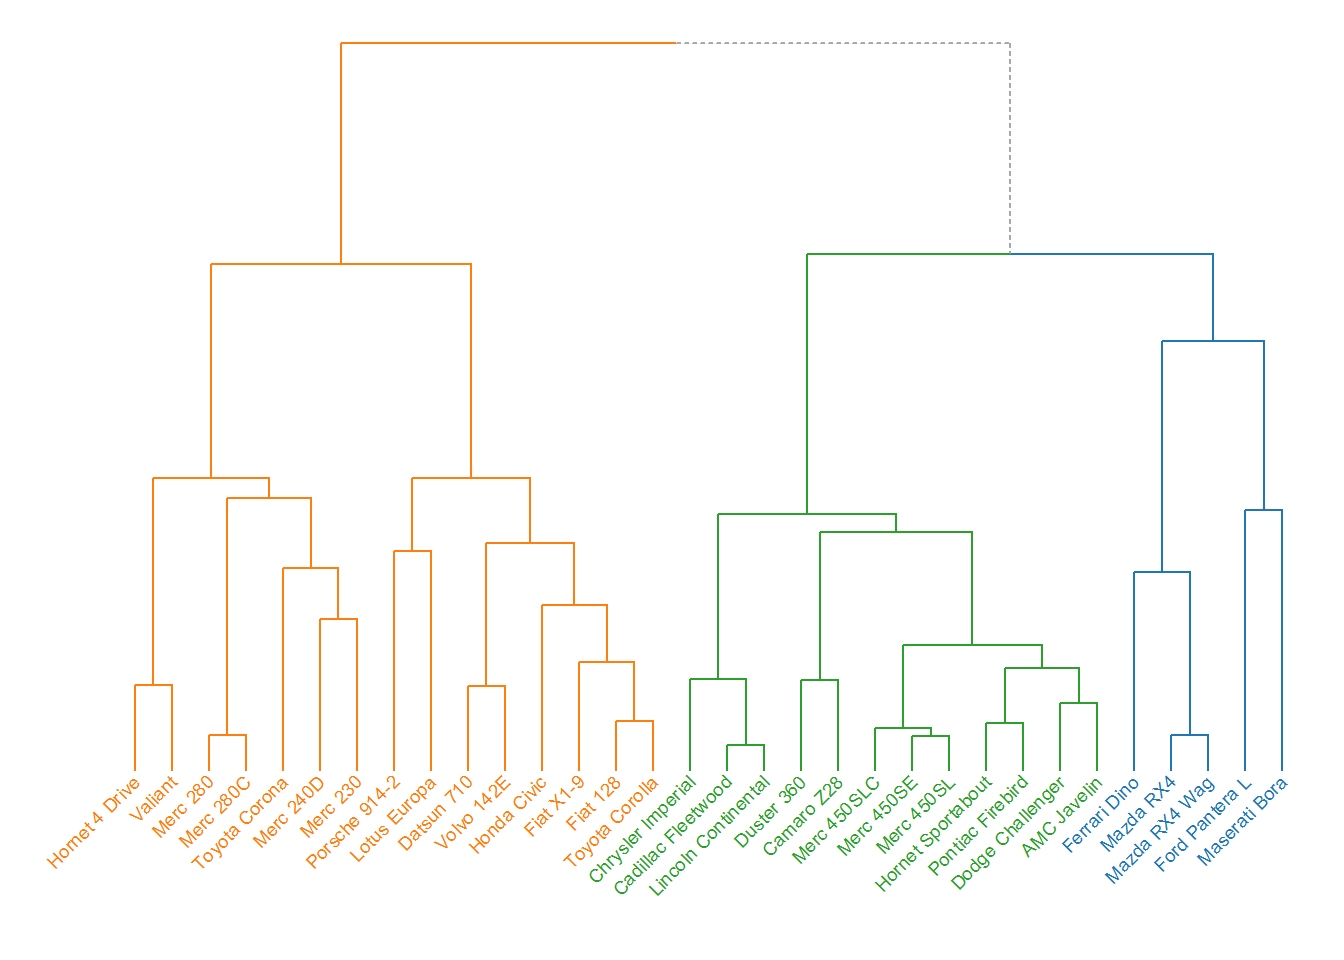 Hornet 4 Drive
Valiant
Merc 280
Merc 280C
Toyota Corona
Merc 240D
Merc 230
Porsche 914-2
Lotus Europa
Datsun 710
Volvo 142E
Honda Civic
Fiat X1-9
Fiat 128
Toyota Corolla
Chrysler Imperial
Cadillac Fleetwood
Lincoln Continental
Duster 360
Camaro Z28
Merc 450SLC
Merc 450SE
Merc 450SL
Hornet Sportabout
Pontiac Firebird
Dodge Challenger
AMC Javelin
Ferrari Dino
Mazda RX4
Mazda RX4 Wag
Ford Pantera L
Maserati Bora